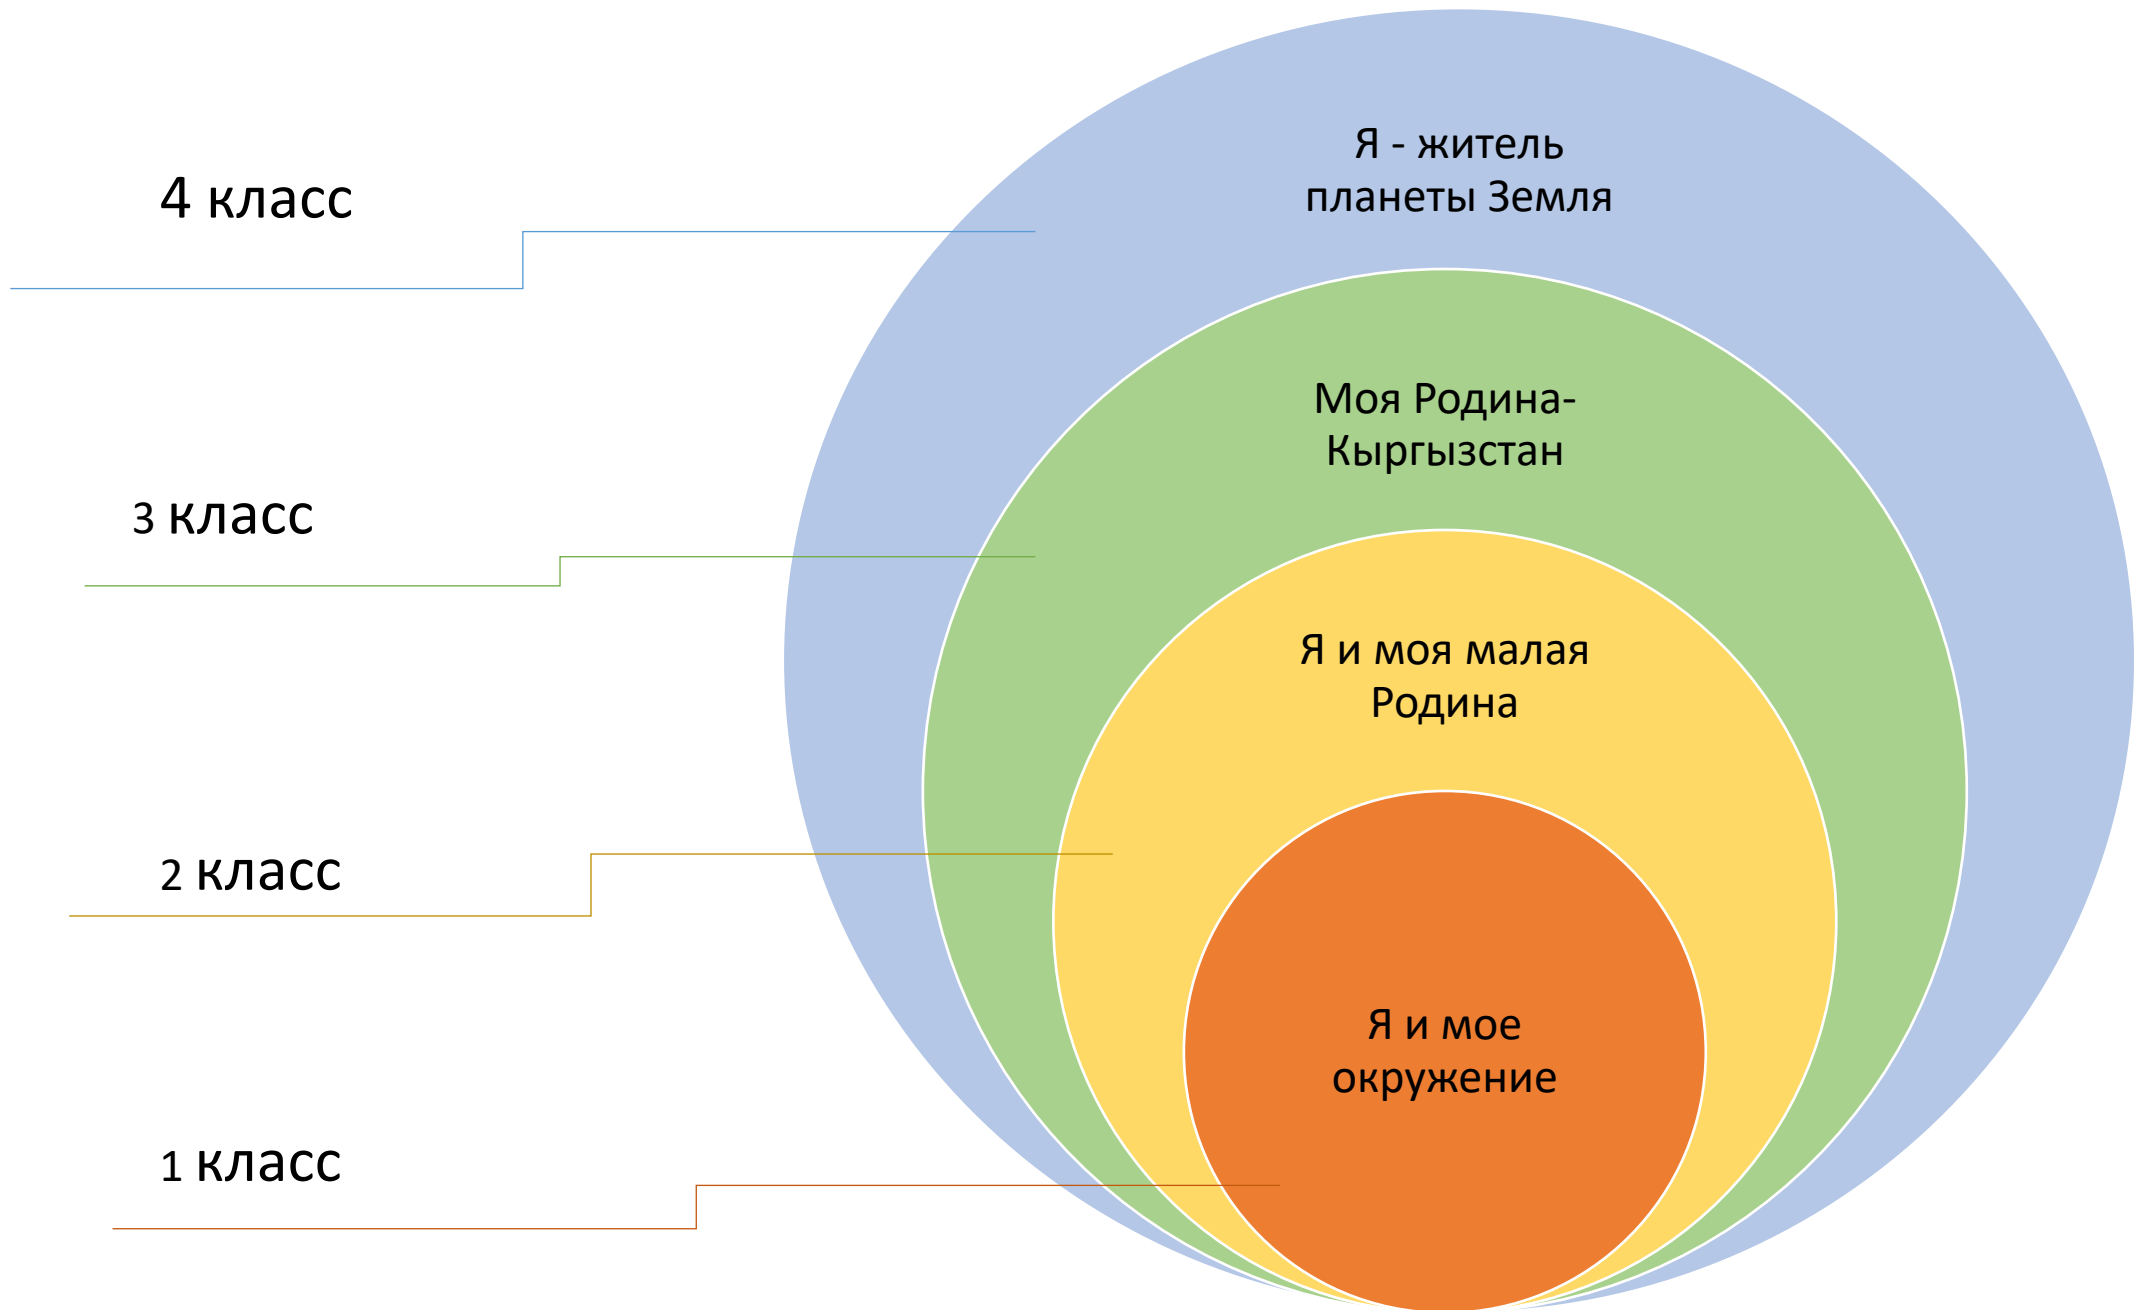 4 класс
Я - житель
планеты Земля
3 класс
Моя Родина-
Кыргызстан
2 класс
Я и моя малая
Родина
1 класс
Я и мое
окружение